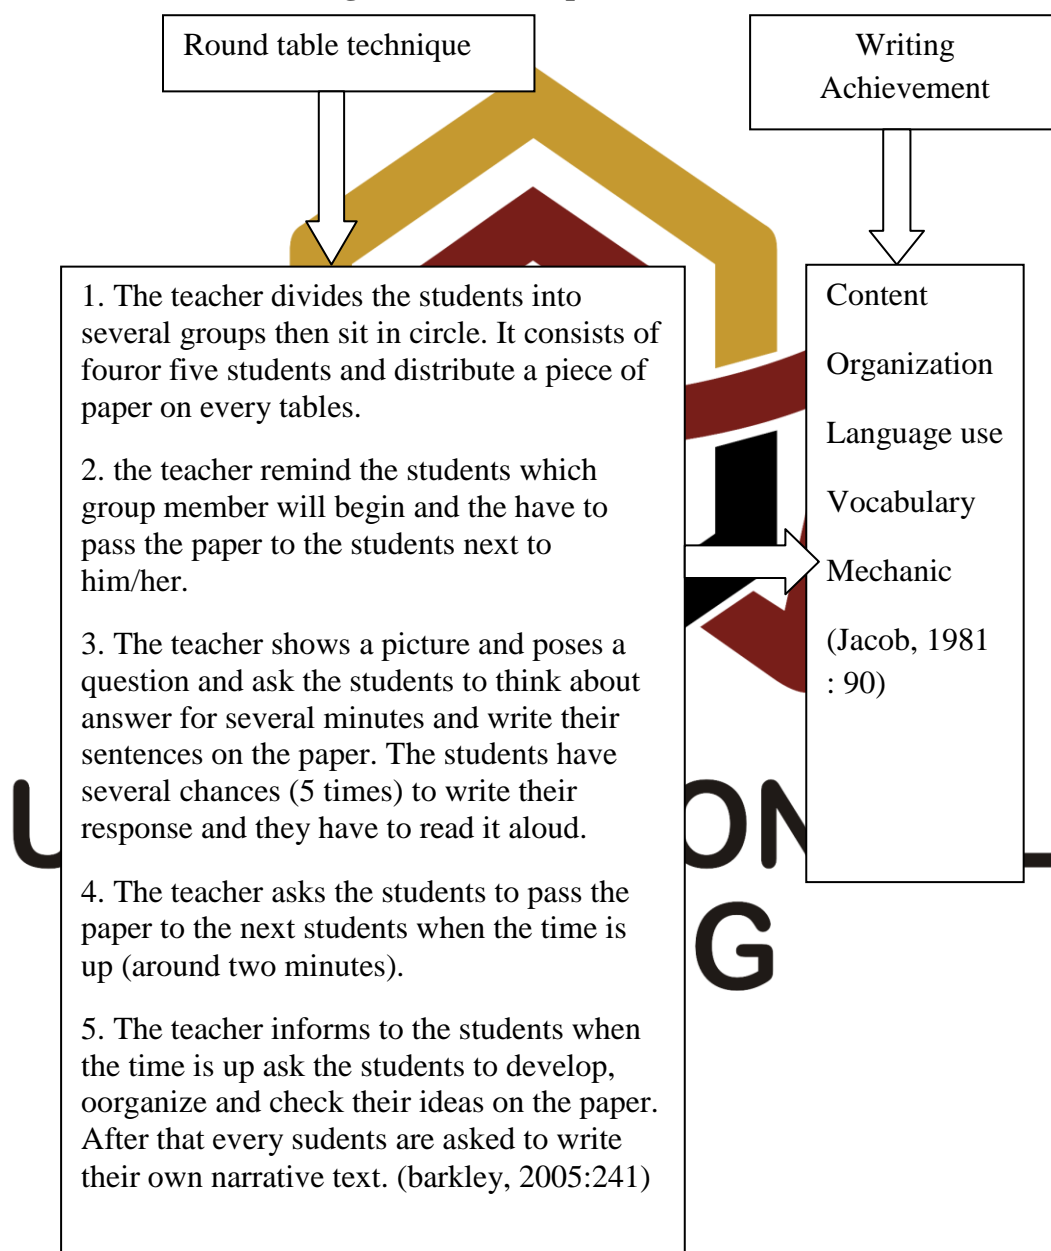 Round table technique
Writing
Achievement
1. The teacher divides the students into
several groups then sit in circle. It consists of
fouror five students and distribute a piece of
paper on every tables.
2. the teacher remind the students which
group member will begin and the have to
pass the paper to the students next to
him/her.
3. The teacher shows a picture and poses a
question and ask the students to think about
answer for several minutes and write their
sentences on the paper. The students have
several chances (5 times) to write their
response and they have to read it aloud.
4. The teacher asks the students to pass the
paper to the next students when the time is
up (around two minutes).
5. The teacher informs to the students when
the time is up ask the students to develop,
oorganize and check their ideas on the paper.
After that every sudents are asked to write
their own narrative text. (barkley, 2005:241)
Content
Organization
Language use
Vocabulary
Mechanic
(Jacob, 1981
: 90)